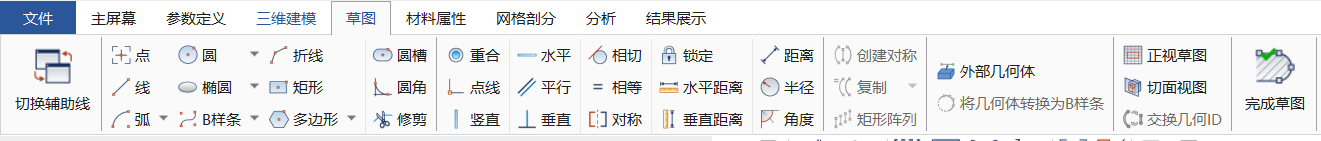 文件 主屏幕 参数定义 三维建模 草图 材料属性 网格剖分 分析 结果展示
点 圆 折线 圆槽 重合 水平 相切 锁定 距离 创建对称 正视草图
外部几何体
切换辅助线 线 椭圆 矩形 圆角 点线 平行 相等 水平距离 半径 复制 切面视图 完成草图
将几何体转换为B样条
弧 B样条 多边形 修剪 竖直 垂直 对称 垂直距离 角度 矩形阵列 交换几何ID